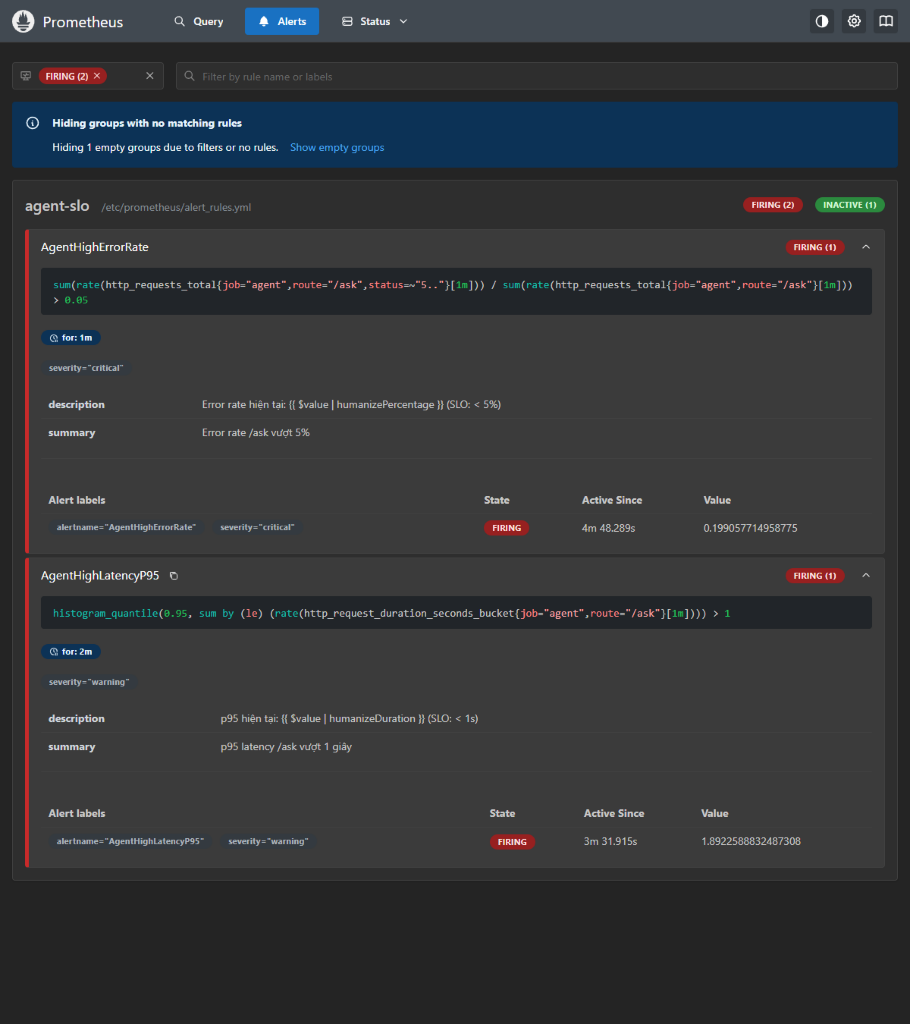 Prometheus
Query
Alerts
Status
FIRING (2)
Filter by rule name or labels
Hiding groups with no matching rules
Hiding 1 empty groups due to filters or no rules. Show empty groups
agent-slo /etc/prometheus/alert_rules.yml
FIRING (2)
INACTIVE (1)
AgentHighErrorRate
FIRING (1)
sum(rate(http_requests_total{job="agent",route="/ask",status=~"5.."}[1m])) / sum(rate(http_requests_total{job="agent",route="/ask"}[1m]))
> 0.05
for: 1m
severity="critical"
description Error rate hiện tại: {{ $value | humanizePercentage }} (SLO: < 5%)
summary Error rate /ask vượt 5%
Alert labels State Active Since Value
alertname="AgentHighErrorRate" severity="critical" FIRING 4m 48.289s 0.199057714958775
AgentHighLatencyP95
FIRING (1)
histogram_quantile(0.95, sum by (le) (rate(http_request_duration_seconds_bucket{job="agent",route="/ask"}[1m]))) > 1
for: 2m
severity="warning"
description p95 hiện tại: {{ $value | humanizeDuration }} (SLO: < 1s)
summary p95 latency /ask vượt 1 giây
Alert labels State Active Since Value
alertname="AgentHighLatencyP95" severity="warning" FIRING 3m 31.915s 1.8922588832487308